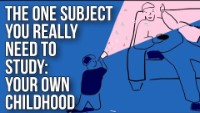 THE ONE SUBJECT
YOU REALLY
NEED TO
STUDY:
YOUR OWN
CHILDHOOD